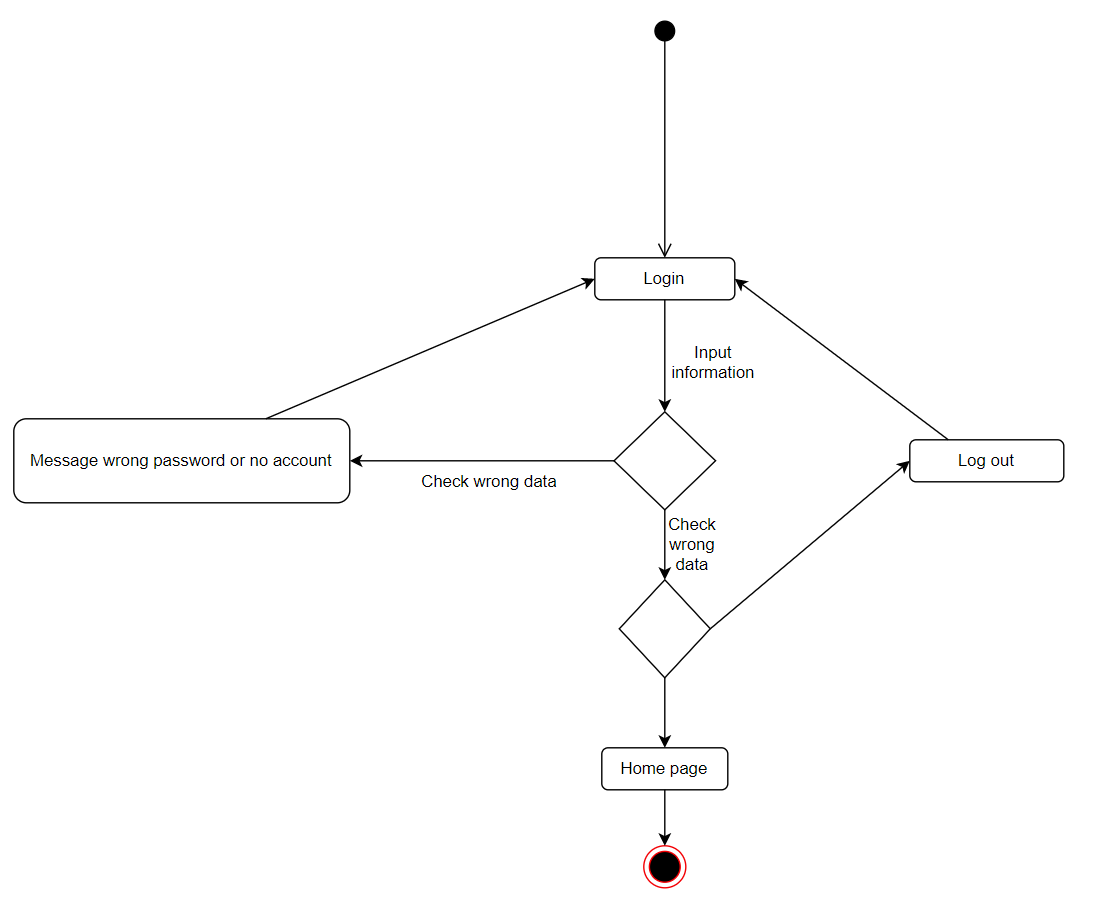 Login
Input
information
Message wrong password or no account
Check wrong data
Log out
Check
wrong
data
Home page